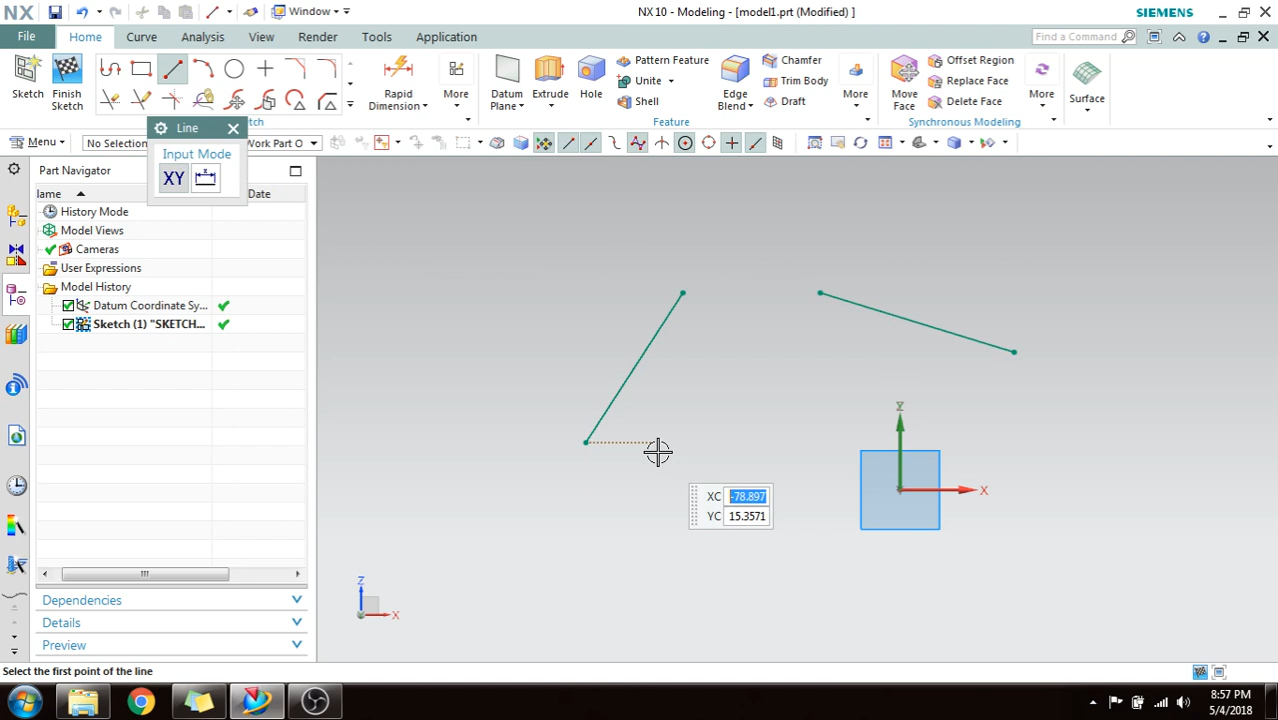 NX
Window
NX 10 - Modeling - [model1.prt (Modified) ]
SIEMENS
File
Home
Curve
Analysis
View
Render
Tools
Application
Find a Command
Sketch
Finish Sketch
Rapid Dimension
More
Datum Plane
Extrude
Hole
Pattern Feature
Unite
Shell
Edge Blend
Chamfer
Trim Body
Draft
More
Move Face
Offset Region
Replace Face
Delete Face
More
Surface
Feature
Synchronous Modeling
Menu
No Selection
Work Part O
Line
Input Mode
XY
Part Navigator
lame
Date
History Mode
Model Views
Cameras
User Expressions
Model History
Datum Coordinate Sy...
Sketch (1) "SKETCH...
Dependencies
Details
Preview
XC -78.897
YC 15.3571
X
Z
X
Select the first point of the line
8:57 PM
5/4/2018